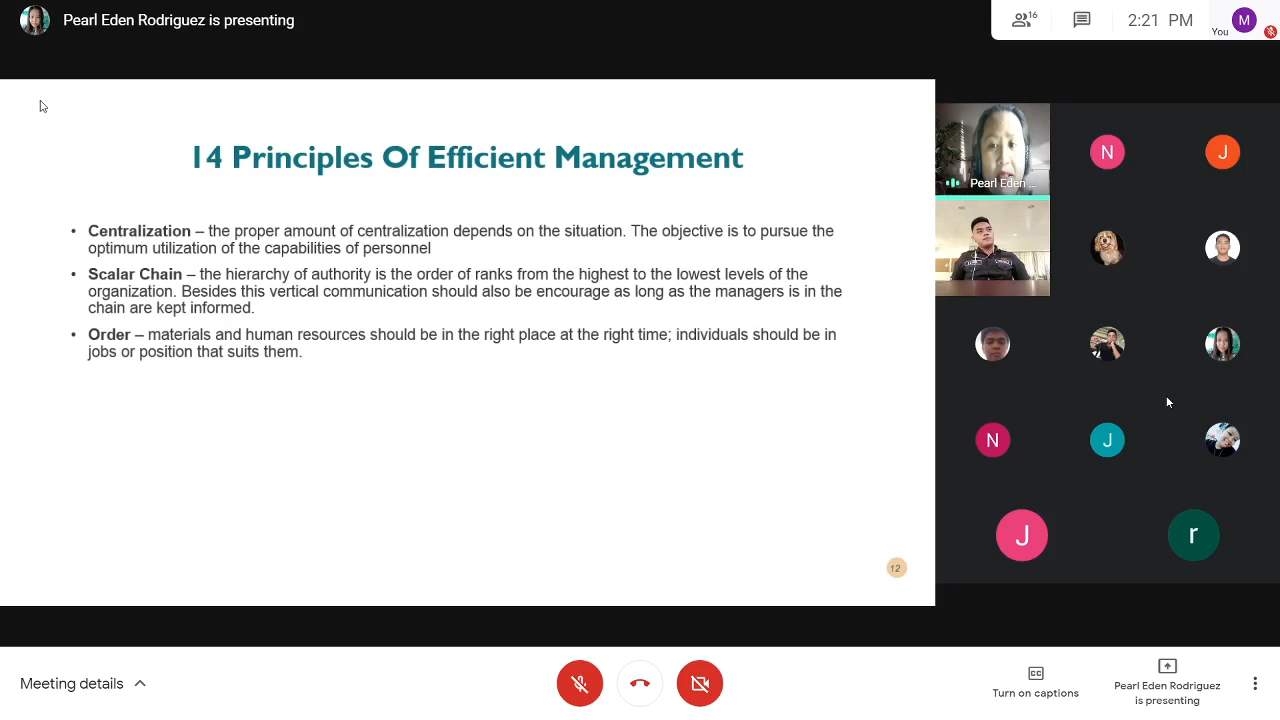 Pearl Eden Rodriguez is presenting
16
2:21 PM
You
M
14 Principles Of Efficient Management
• Centralization – the proper amount of centralization depends on the situation. The objective is to pursue the
optimum utilization of the capabilities of personnel
• Scalar Chain – the hierarchy of authority is the order of ranks from the highest to the lowest levels of the
organization. Besides this vertical communication should also be encourage as long as the managers is in the
chain are kept informed.
• Order – materials and human resources should be in the right place at the right time; individuals should be in
jobs or position that suits them.
12
Pearl Eden ...
N
J
N
J
J
r
Meeting details
CC
Turn on captions
Pearl Eden Rodriguez
is presenting